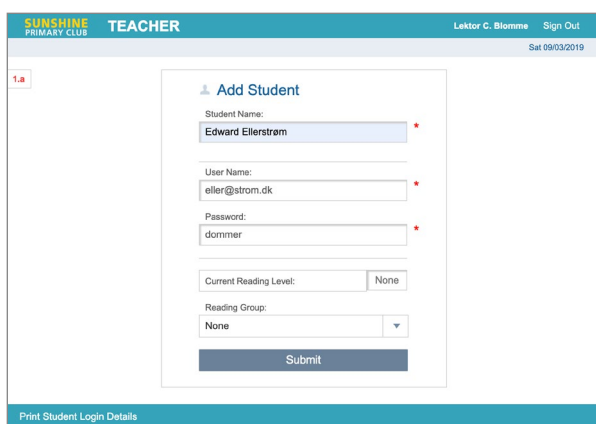 SUNSHINE
PRIMARY CLUB
TEACHER
Lektor C. Blomme
Sign Out
Sat 09/03/2019
1.a
Add Student
Student Name:
Edward Ellerstrøm
*
User Name:
eller@strom.dk
*
Password:
dommer
*
Current Reading Level:
None
Reading Group:
None
Submit
Print Student Login Details